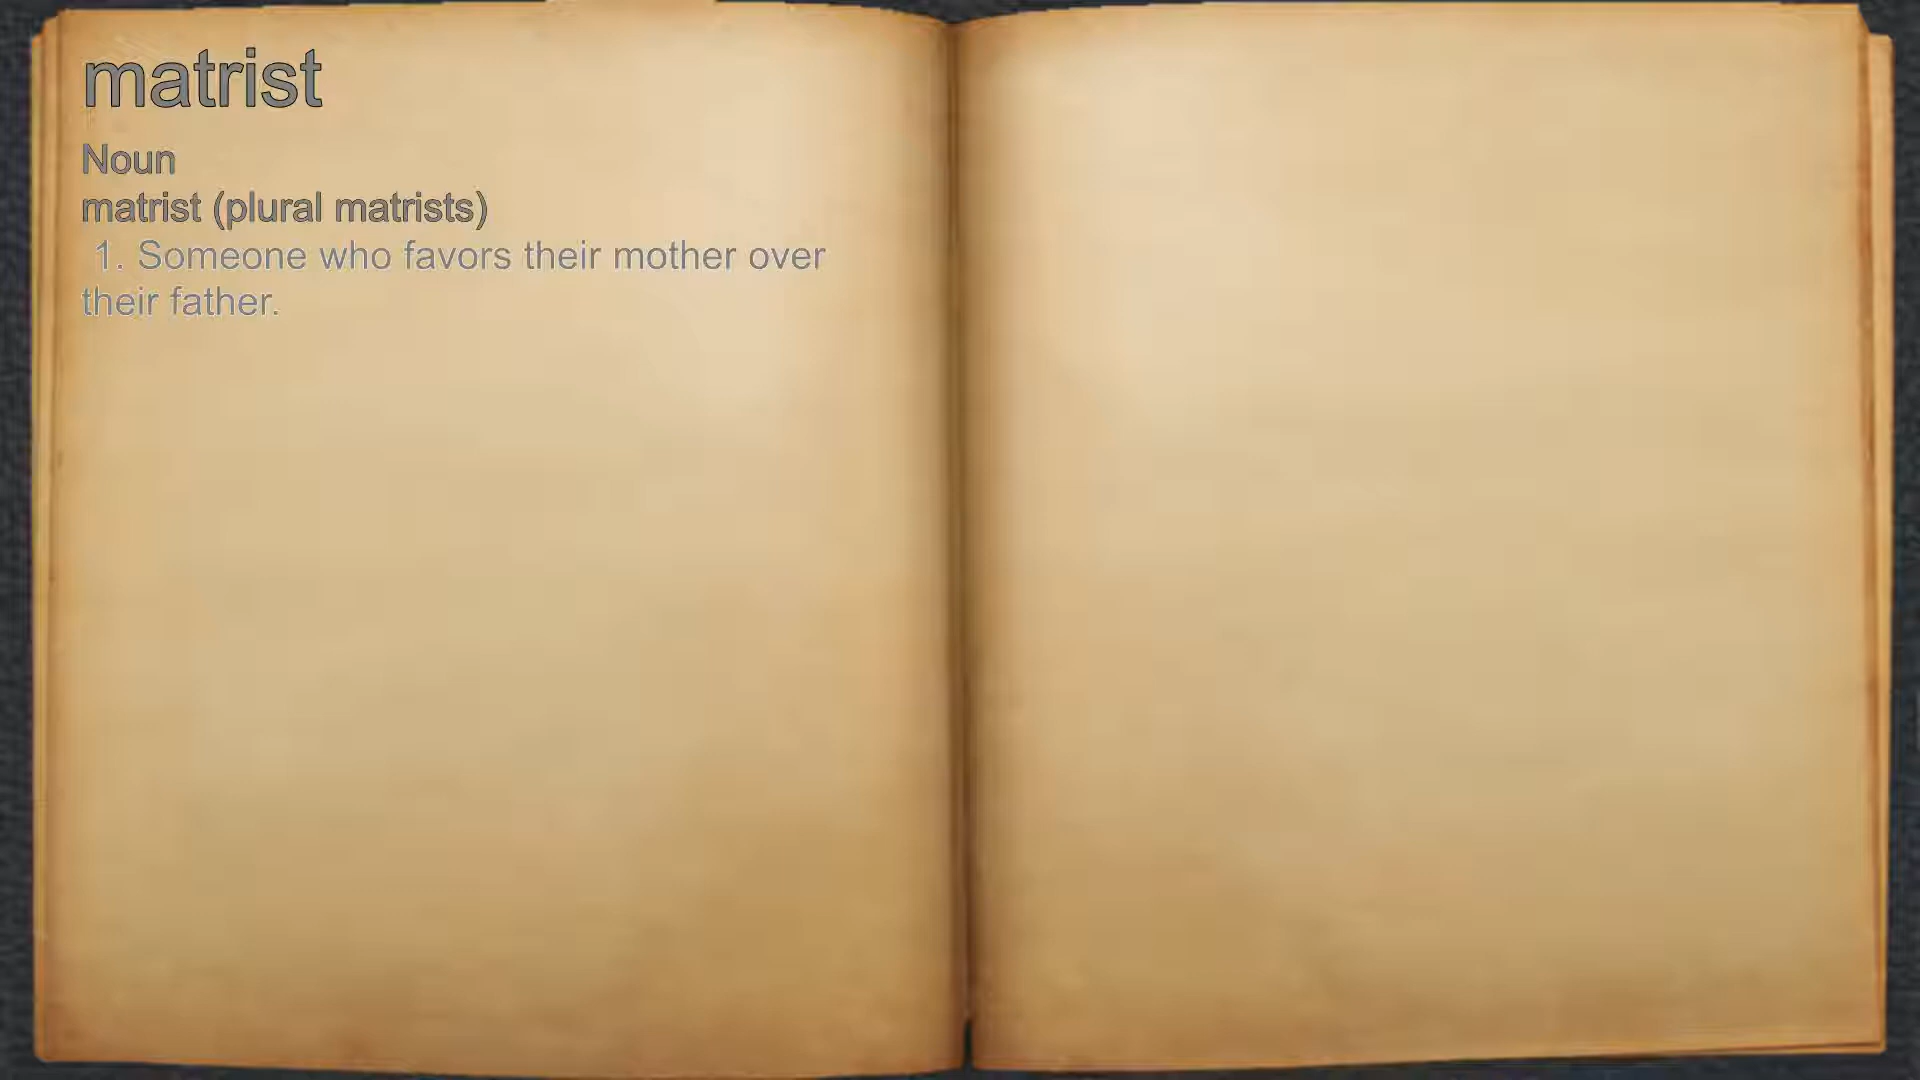 matrist
Noun
matrist (plural matrists)
1. Someone who favors their mother over
their father.